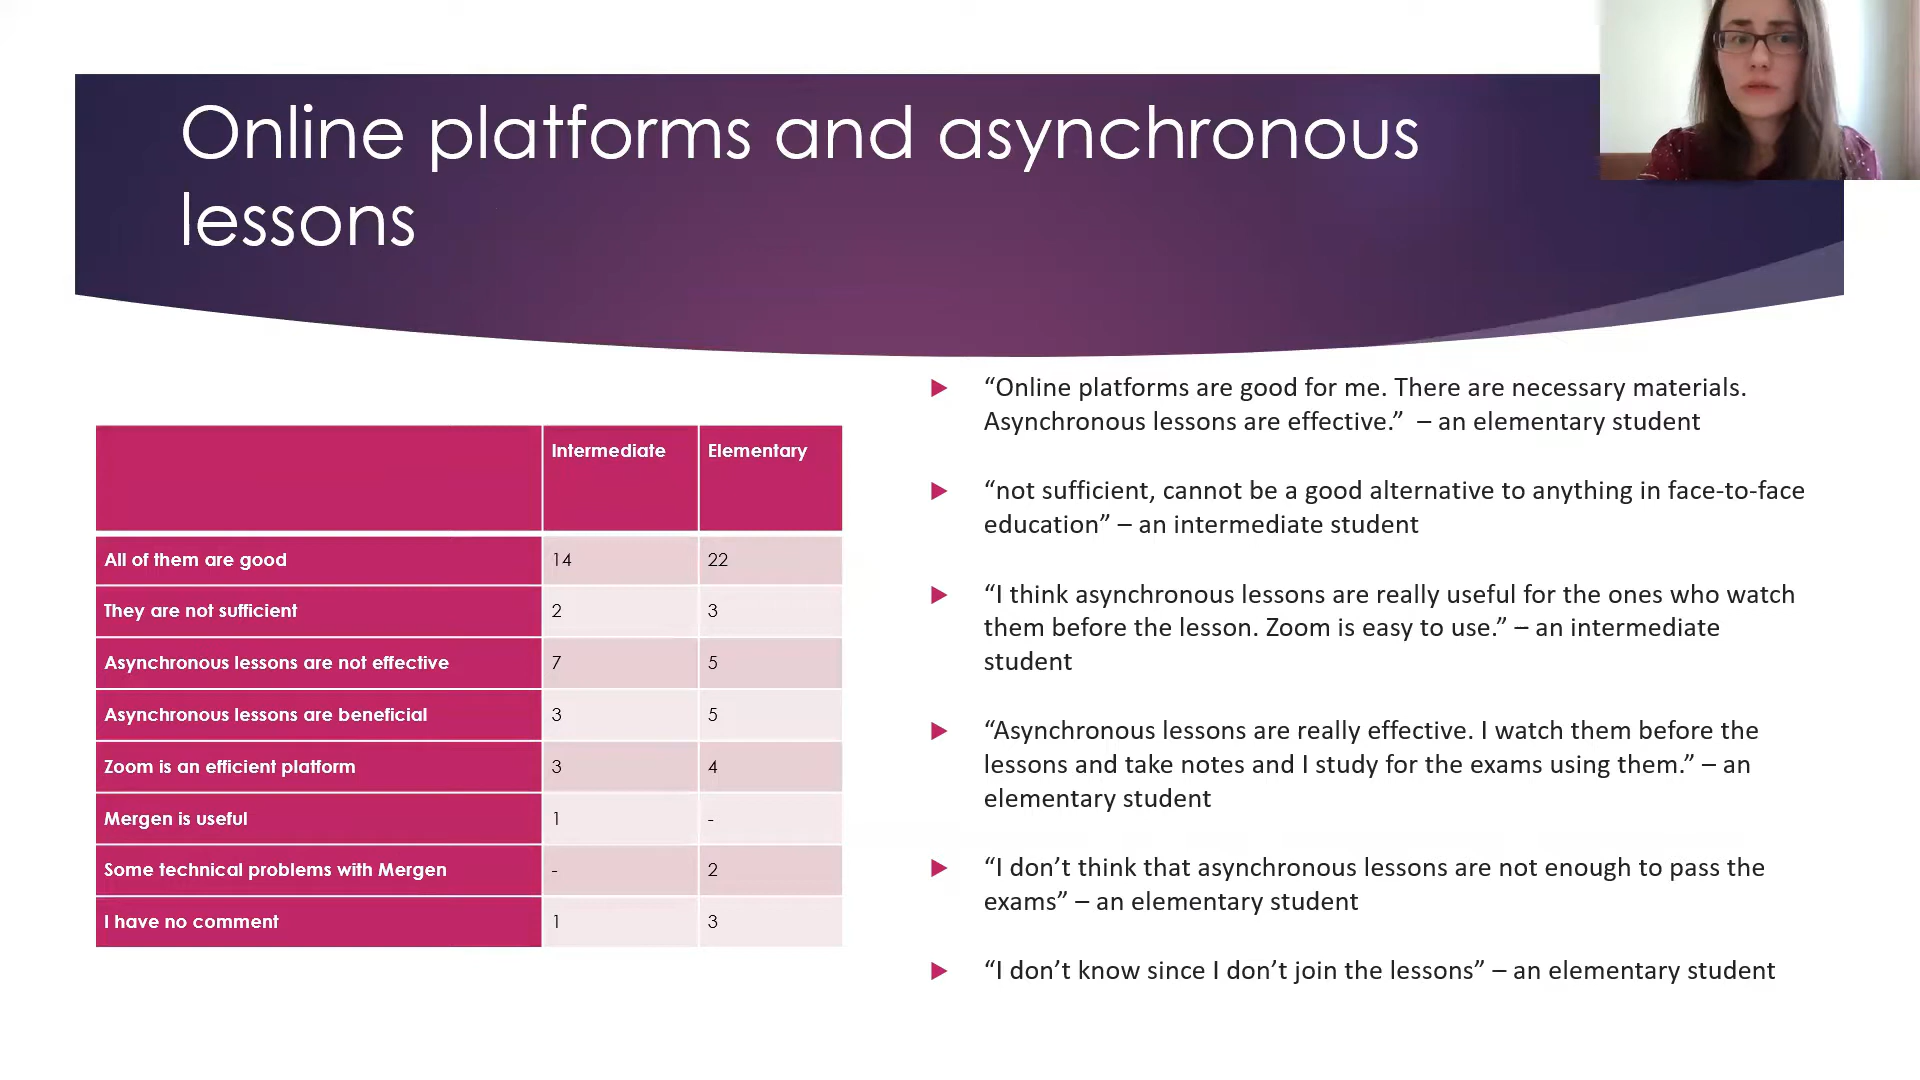 Online platforms and asynchronous
lessons
Intermediate Elementary
All of them are good 14 22
They are not sufficient 2 3
Asynchronous lessons are not effective 7 5
Asynchronous lessons are beneficial 3 5
Zoom is an efficient platform 3 4
Mergen is useful 1 -
Some technical problems with Mergen - 2
I have no comment 1 3
“Online platforms are good for me. There are necessary materials.
Asynchronous lessons are effective.” – an elementary student
“not sufficient, cannot be a good alternative to anything in face-to-face
education” – an intermediate student
“I think asynchronous lessons are really useful for the ones who watch
them before the lesson. Zoom is easy to use.” – an intermediate
student
“Asynchronous lessons are really effective. I watch them before the
lessons and take notes and I study for the exams using them.” – an
elementary student
“I don’t think that asynchronous lessons are not enough to pass the
exams” – an elementary student
“I don’t know since I don’t join the lessons” – an elementary student